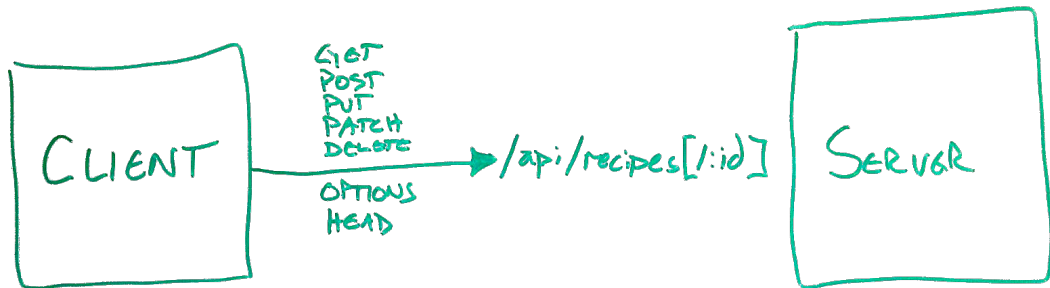 CLIENT
GET
POST
PUT
PATCH
DELETE
OPTIONS
HEAD
/api/recipes[/:id]
SERVER